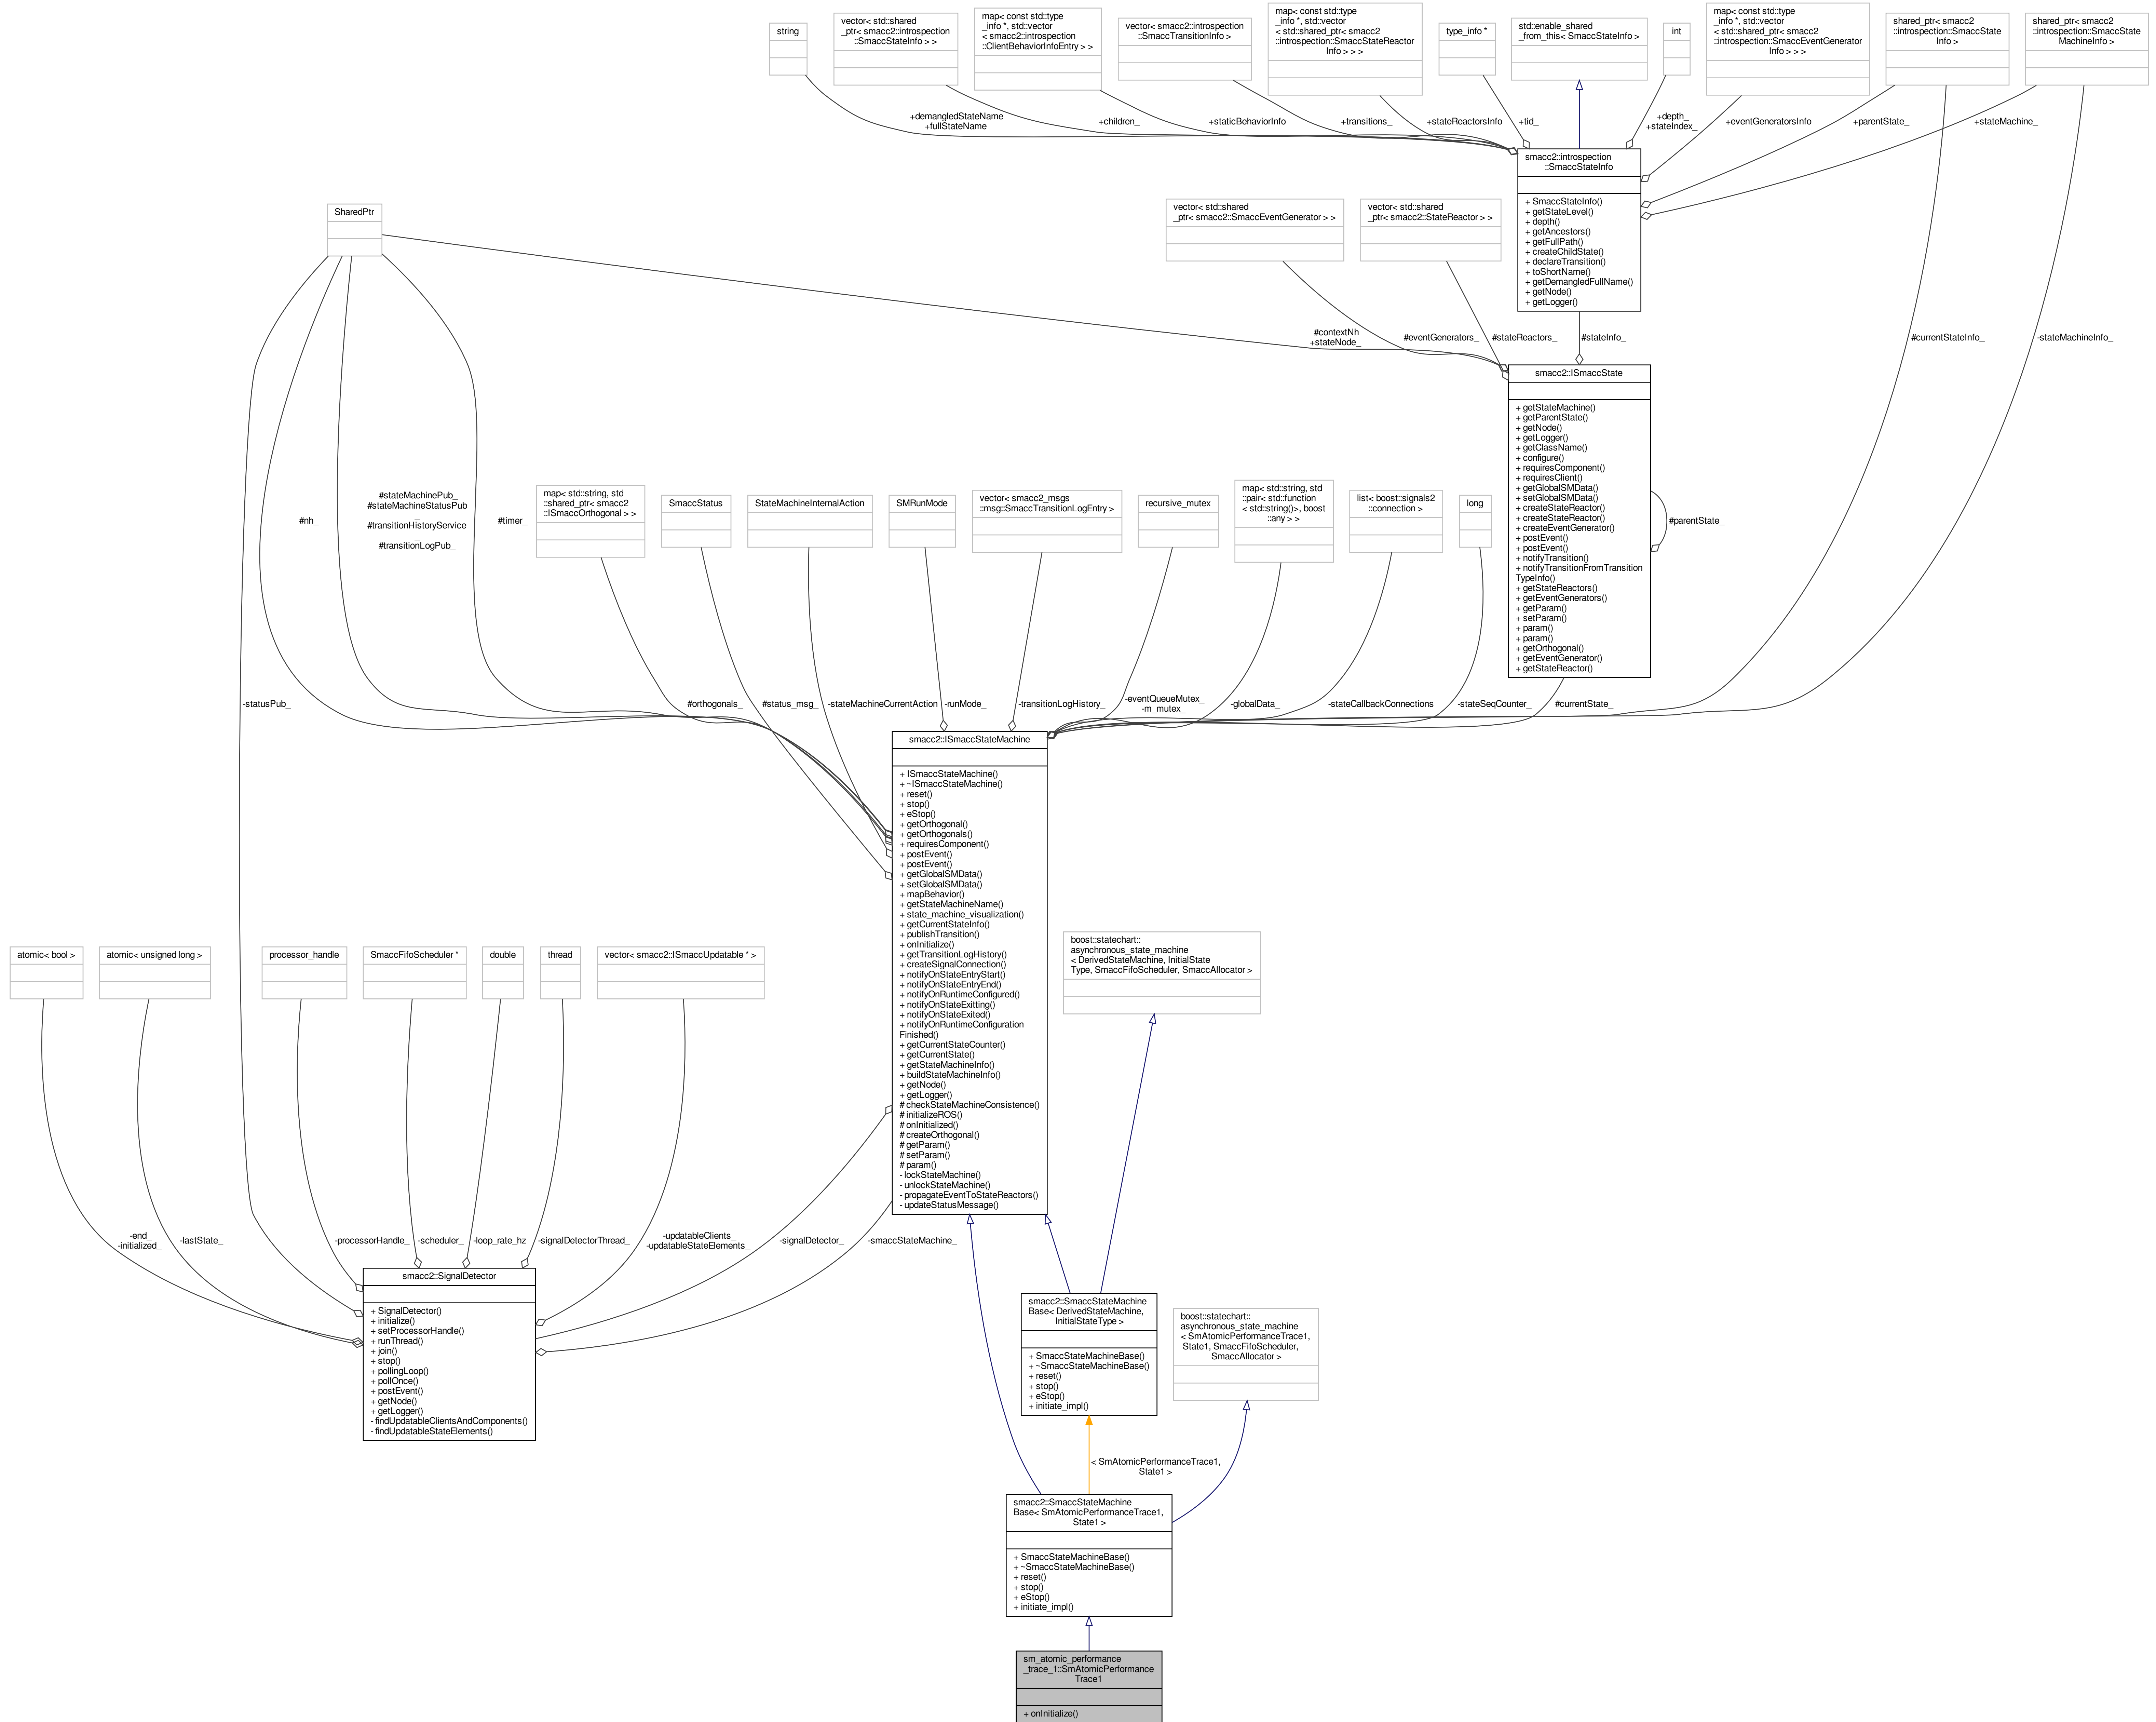 string
vector< std::shared
_ptr< smacc2::introspection
::SmaccStateInfo > >
map< const std::type
_info *, std::vector
< smacc2::introspection
::ClientBehaviorInfoEntry > >
vector< smacc2::introspection
::SmaccTransitionInfo >
map< const std::type
_info *, std::vector
< std::shared_ptr< smacc2
::introspection::SmaccStateReactor
Info > > >
type_info *
std::enable_shared
_from_this< SmaccStateInfo >
int
map< const std::type
_info *, std::vector
< std::shared_ptr< smacc2
::introspection::SmaccEventGenerator
Info > > >
shared_ptr< smacc2
::introspection::SmaccState
Info >
shared_ptr< smacc2
::introspection::SmaccState
MachineInfo >
+demangledStateName
+fullStateName
+children_
+staticBehaviorInfo
+transitions_
+stateReactorsInfo
+tid_
+depth_
+stateIndex_
+eventGeneratorsInfo
+parentState_
+stateMachine_
smacc2::introspection
::SmaccStateInfo
+ SmaccStateInfo()
+ getStateLevel()
+ depth()
+ getAncestors()
+ getFullPath()
+ createChildState()
+ declareTransition()
+ toShortName()
+ getDemangledFullName()
+ getNode()
+ getLogger()
SharedPtr
vector< std::shared
_ptr< smacc2::SmaccEventGenerator > >
vector< std::shared
_ptr< smacc2::StateReactor > >
#contextNh
+stateNode_
#eventGenerators_
#stateReactors_
#stateInfo_
#currentStateInfo_
-stateMachineInfo_
smacc2::ISmaccState
+ getStateMachine()
+ getParentState()
+ getNode()
+ getLogger()
+ getClassName()
+ configure()
+ requiresComponent()
+ requiresClient()
+ getGlobalSMData()
+ setGlobalSMData()
+ createStateReactor()
+ createStateReactor()
+ createEventGenerator()
+ postEvent()
+ postEvent()
+ notifyTransition()
+ notifyTransitionFromTransition
TypeInfo()
+ getStateReactors()
+ getEventGenerators()
+ getParam()
+ setParam()
+ param()
+ param()
+ getOrthogonal()
+ getEventGenerator()
+ getStateReactor()
#parentState_
#nh_
#stateMachinePub_
#stateMachineStatusPub
_
#transitionHistoryService
_
#transitionLogPub_
#timer_
map< std::string, std
::shared_ptr< smacc2
::ISmaccOrthogonal > >
SmaccStatus
StateMachineInternalAction
SMRunMode
vector< smacc2_msgs
::msg::SmaccTransitionLogEntry >
recursive_mutex
map< std::string, std
::pair< std::function
< std::string()>, boost
::any > >
list< boost::signals2
::connection >
long
-statusPub_
#orthogonals_
#status_msg_
-stateMachineCurrentAction
-runMode_
-transitionLogHistory_
-eventQueueMutex_
-m_mutex_
-globalData_
-stateCallbackConnections
-stateSeqCounter_
#currentState_
smacc2::ISmaccStateMachine
+ ISmaccStateMachine()
+ ~ISmaccStateMachine()
+ reset()
+ stop()
+ eStop()
+ getOrthogonal()
+ getOrthogonals()
+ requiresComponent()
+ postEvent()
+ postEvent()
+ getGlobalSMData()
+ setGlobalSMData()
+ mapBehavior()
+ getStateMachineName()
+ state_machine_visualization()
+ getCurrentStateInfo()
+ publishTransition()
+ onInitialize()
+ getTransitionLogHistory()
+ createSignalConnection()
+ notifyOnStateEntryStart()
+ notifyOnStateEntryEnd()
+ notifyOnRuntimeConfigured()
+ notifyOnStateExitting()
+ notifyOnStateExited()
+ notifyOnRuntimeConfiguration
Finished()
+ getCurrentStateCounter()
+ getCurrentState()
+ getStateMachineInfo()
+ buildStateMachineInfo()
+ getNode()
+ getLogger()
# checkStateMachineConsistence()
# initializeROS()
# onInitialized()
# createOrthogonal()
# getParam()
# setParam()
# param()
- lockStateMachine()
- unlockStateMachine()
- propagateEventToStateReactors()
- updateStatusMessage()
atomic< bool >
atomic< unsigned long >
processor_handle
SmaccFifoScheduler *
double
thread
vector< smacc2::ISmaccUpdatable * >
boost::statechart::
asynchronous_state_machine
< DerivedStateMachine, InitialState
Type, SmaccFifoScheduler, SmaccAllocator >
-end_
-initialized_
-lastState_
-processorHandle_
-scheduler_
-loop_rate_hz
-signalDetectorThread_
-updatableClients_
-updatableStateElements_
-signalDetector_
-smaccStateMachine_
smacc2::SignalDetector
+ SignalDetector()
+ initialize()
+ setProcessorHandle()
+ runThread()
+ join()
+ stop()
+ pollingLoop()
+ pollOnce()
+ postEvent()
+ getNode()
+ getLogger()
- findUpdatableClientsAndComponents()
- findUpdatableStateElements()
smacc2::SmaccStateMachine
Base< DerivedStateMachine,
InitialStateType >
+ SmaccStateMachineBase()
+ ~SmaccStateMachineBase()
+ reset()
+ stop()
+ eStop()
+ initiate_impl()
boost::statechart::
asynchronous_state_machine
< SmAtomicPerformanceTrace1,
State1, SmaccFifoScheduler,
SmaccAllocator >
< SmAtomicPerformanceTrace1,
State1 >
smacc2::SmaccStateMachine
Base< SmAtomicPerformanceTrace1,
State1 >
+ SmaccStateMachineBase()
+ ~SmaccStateMachineBase()
+ reset()
+ stop()
+ eStop()
+ initiate_impl()
sm_atomic_performance
_trace_1::SmAtomicPerformance
Trace1
+ onInitialize()